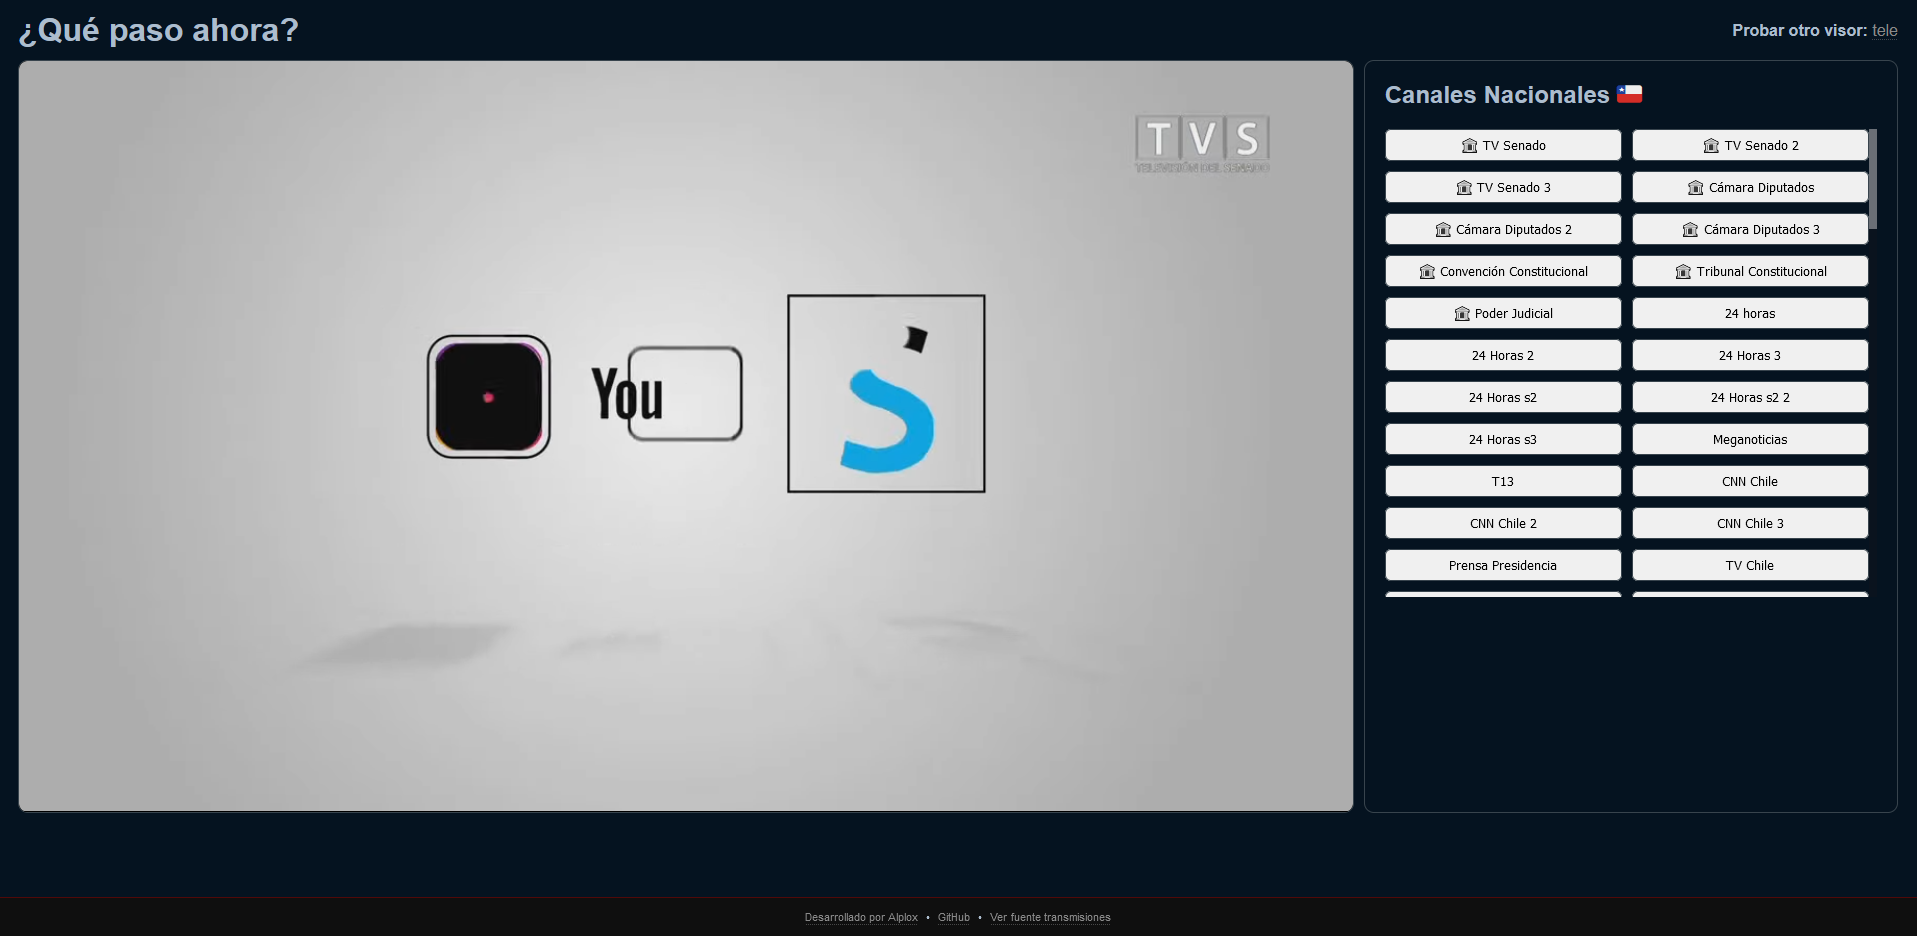 ¿Qué paso ahora?
Probar otro visor: tele
TVS
TELEVISIÓN DEL SENADO
You
Canales Nacionales
TV Senado
TV Senado 2
TV Senado 3
Cámara Diputados
Cámara Diputados 2
Cámara Diputados 3
Convención Constitucional
Tribunal Constitucional
Poder Judicial
24 horas
24 Horas 2
24 Horas 3
24 Horas s2
24 Horas s2 2
24 Horas s3
Meganoticias
T13
CNN Chile
CNN Chile 2
CNN Chile 3
Prensa Presidencia
TV Chile
Desarrollado por Alplox • GitHub • Ver fuente transmisiones